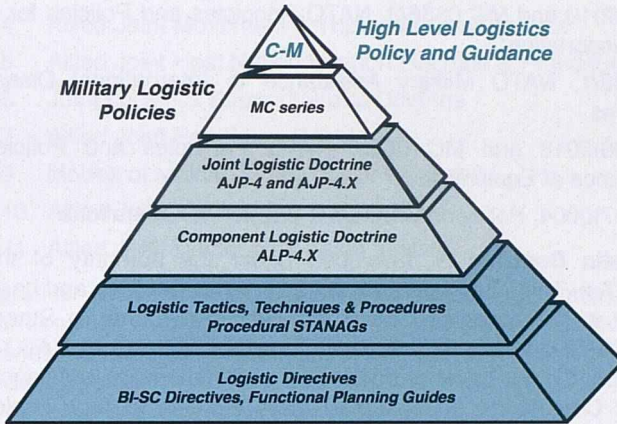 C-M
High Level Logistics
Policy and Guidance
Military Logistic
Policies
MC series
Joint Logistic Doctrine
AJP-4 and AJP-4.X
Component Logistic Doctrine
ALP-4.X
Logistic Tactics, Techniques & Procedures
Procedural STANAGs
Logistic Directives
BI-SC Directives, Functional Planning Guides